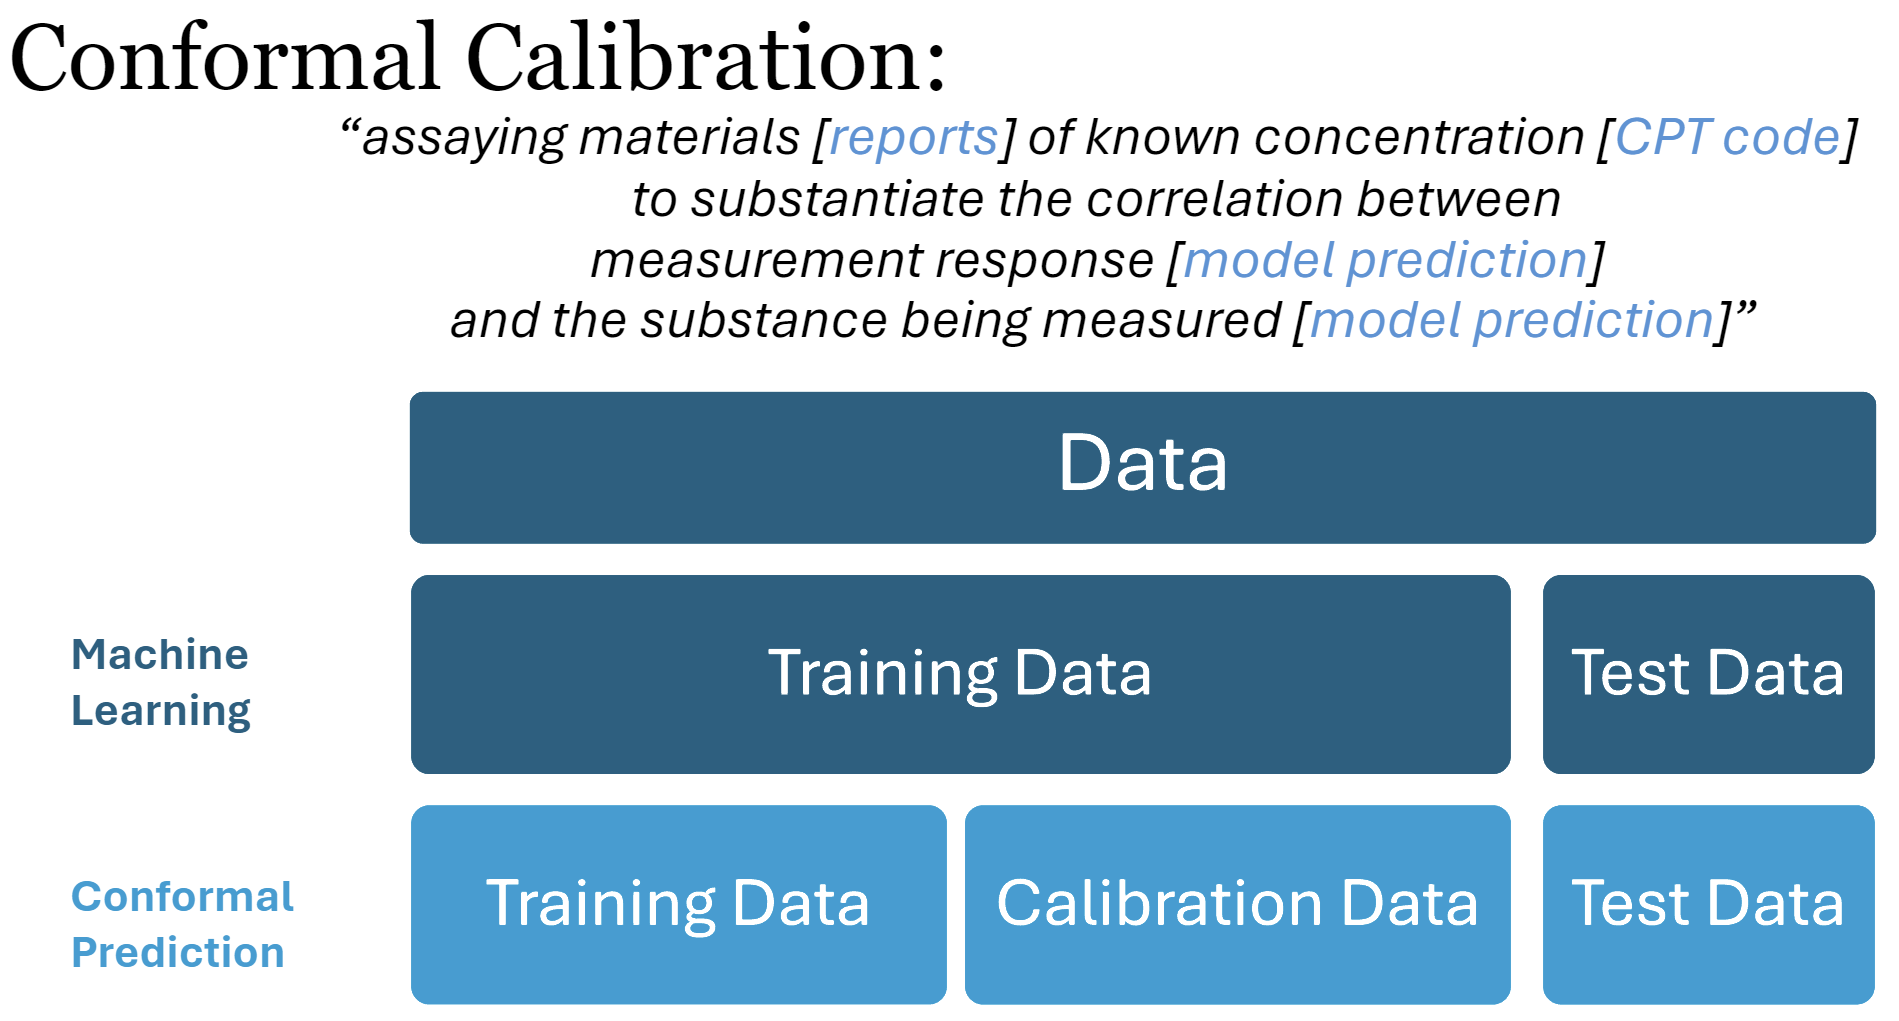 Conformal Calibration:
“assaying materials [reports] of known concentration [CPT code]
to substantiate the correlation between
measurement response [model prediction]
and the substance being measured [model prediction]”
Data
Machine
Learning
Training Data
Test Data
Conformal
Prediction
Training Data
Calibration Data
Test Data